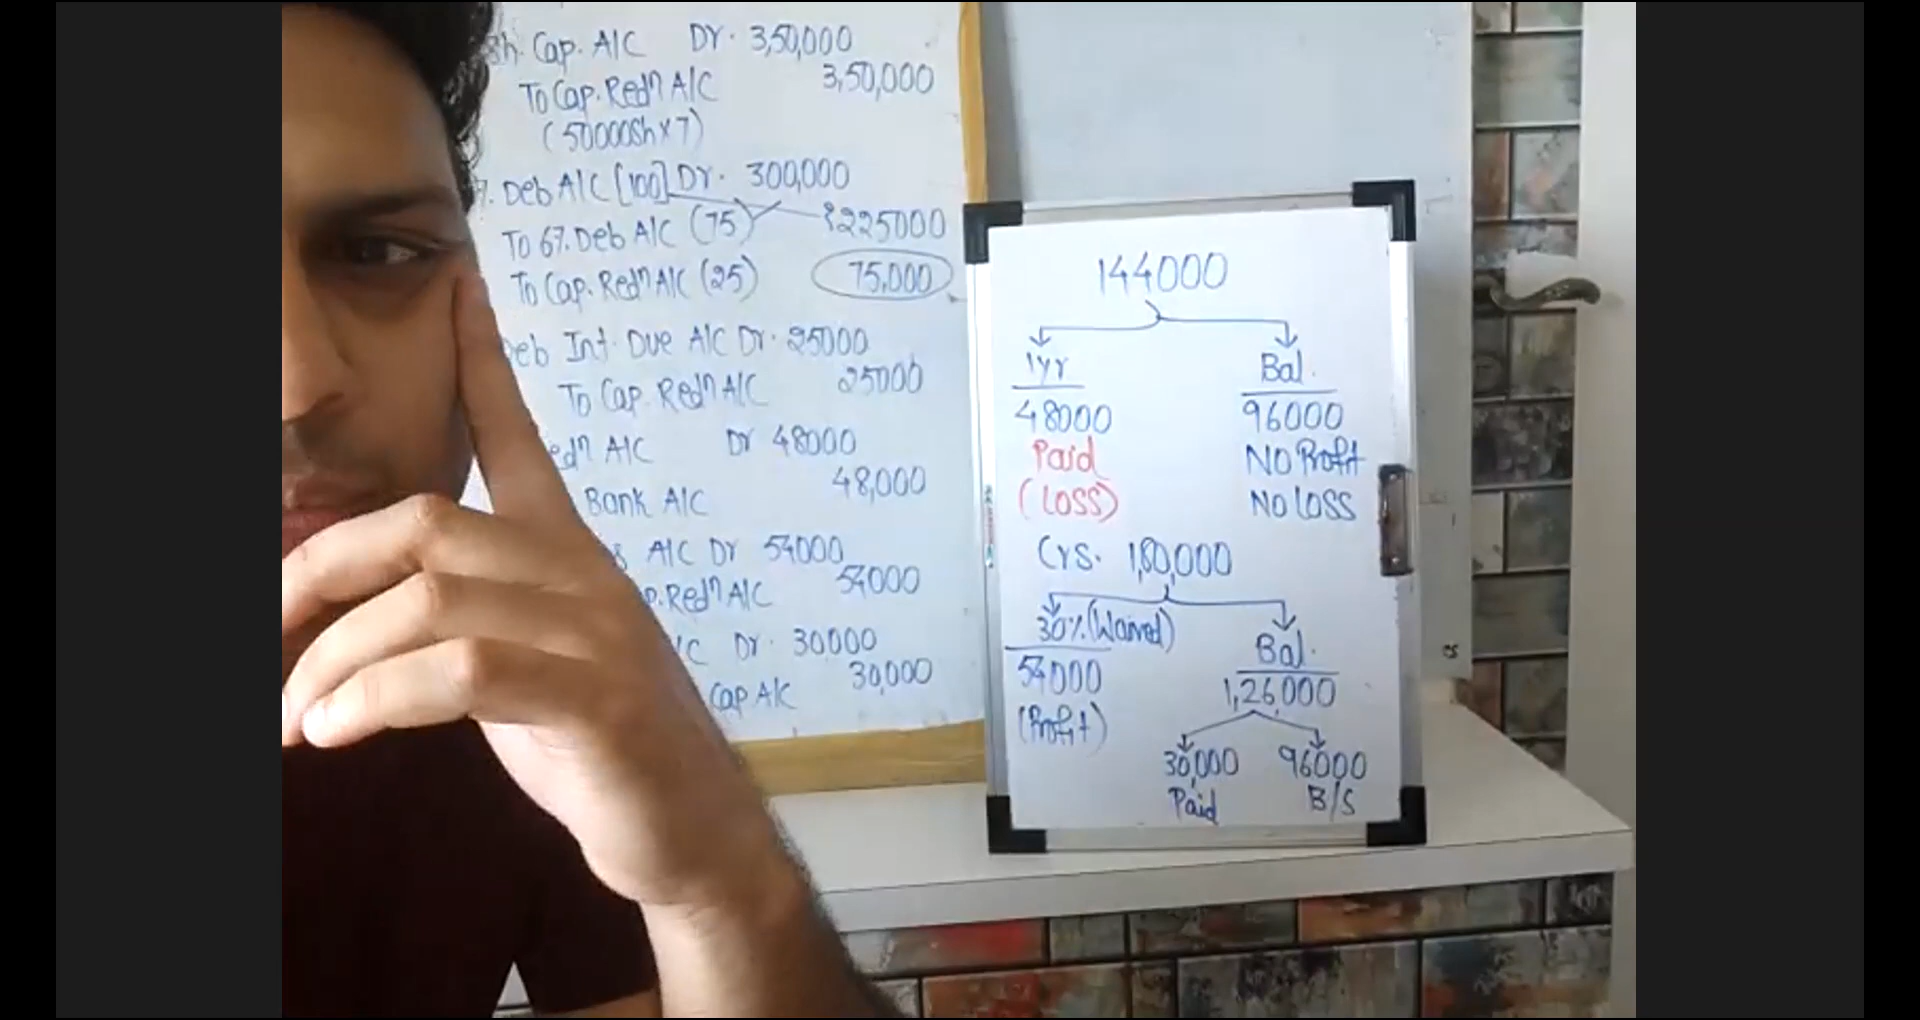 Sh. Cap. A/C Dr. 3,50,000
To Cap. Redn A/C 3,50,000
(50000Sh x 7)
Deb A/C [100] Dr. 300,000
To 6%. Deb A/C (75) ₹225000
To Cap. Redn A/C (25) 75,000
eb Int. Due A/C Dr. 25000
To Cap. Redn A/C 25000
edn A/C Dr 48000
Bank A/C 48,000
A/C Dr 54000
p. Redn A/C 54000
/C Dr. 30000
Cap A/C 30,000
144000
1yr Bal.
48000 96000
Paid NO Profit
(LOSS) NO LOSS
Crs. 1,80,000
30%. (Waived) Bal.
54000 1,26,000
(Profit)
30,000 96000
Paid B/S